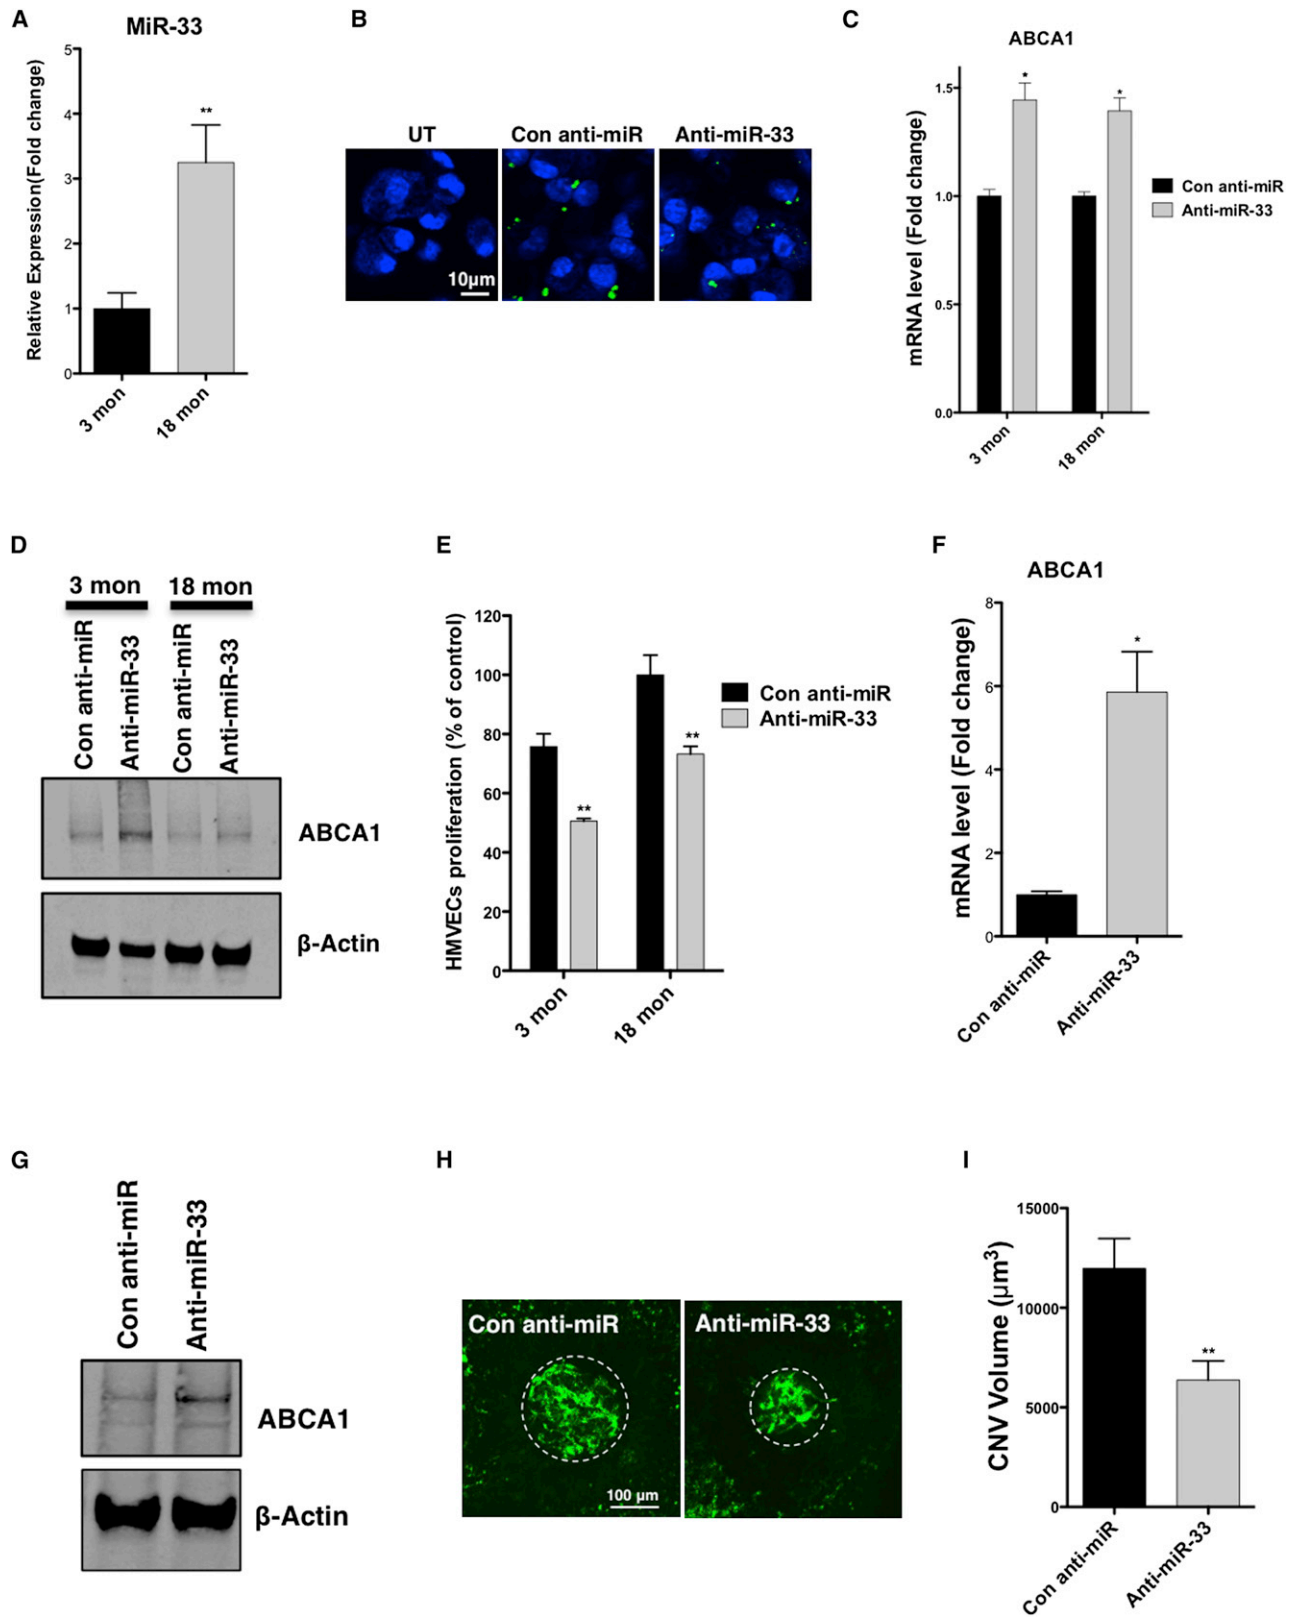 A
MiR-33
Relative Expression(Fold change)
5
4
3
2
1
0
**
3 mon
18 mon
B
UT
Con anti-miR
Anti-miR-33
10µm
C
ABCA1
mRNA level (Fold change)
1.5
1.0
0.5
0.0
*
*
3 mon
18 mon
Con anti-miR
Anti-miR-33
D
3 mon
18 mon
Con anti-miR
Anti-miR-33
Con anti-miR
Anti-miR-33
ABCA1
β-Actin
E
HMVECs proliferation (% of control)
120
100
80
60
40
20
0
**
**
3 mon
18 mon
Con anti-miR
Anti-miR-33
F
ABCA1
mRNA level (Fold change)
8
6
4
2
0
*
Con anti-miR
Anti-miR-33
G
Con anti-miR
Anti-miR-33
ABCA1
β-Actin
H
Con anti-miR
Anti-miR-33
100 µm
I
CNV Volume (µm³)
15000
10000
5000
0
**
Con anti-miR
Anti-miR-33